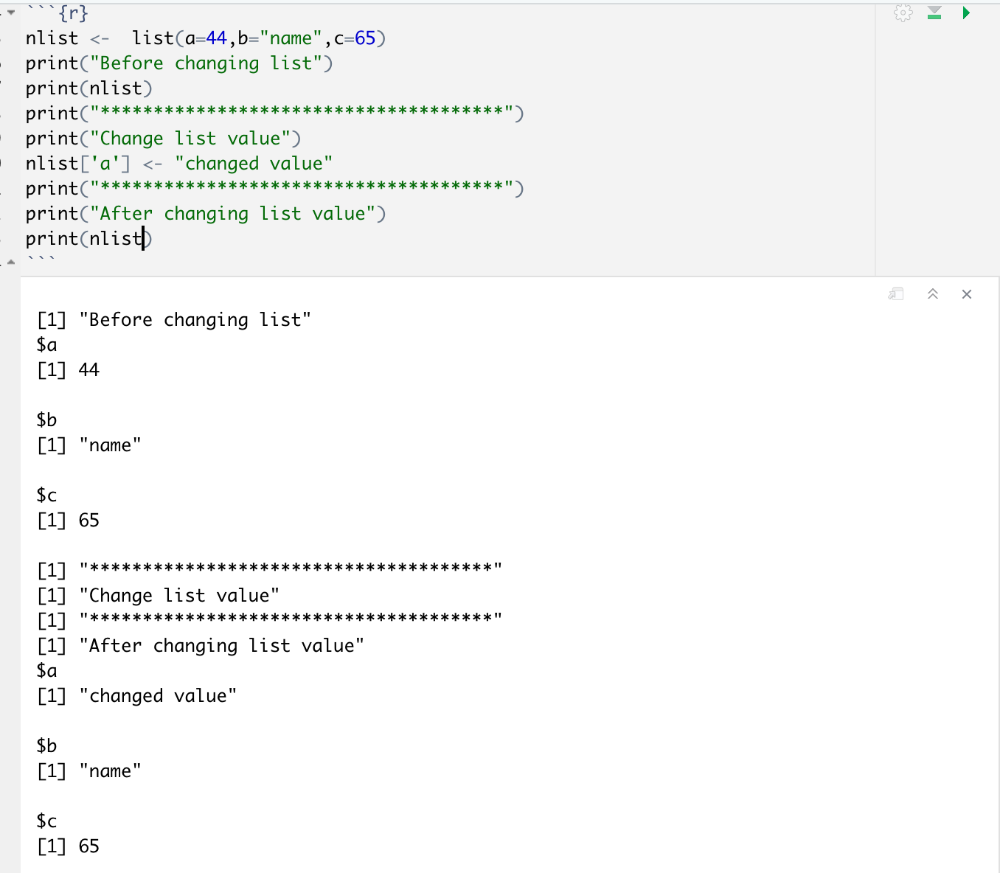 ```{r}
nlist <-  list(a=44,b="name",c=65)
print("Before changing list")
print(nlist)
print("**************************************")
print("Change list value")
nlist['a'] <- "changed value"
print("**************************************")
print("After changing list value")
print(nlist)
```
[1] "Before changing list"
$a
[1] 44
$b
[1] "name"
$c
[1] 65
[1] "**************************************"
[1] "Change list value"
[1] "**************************************"
[1] "After changing list value"
$a
[1] "changed value"
$b
[1] "name"
$c
[1] 65